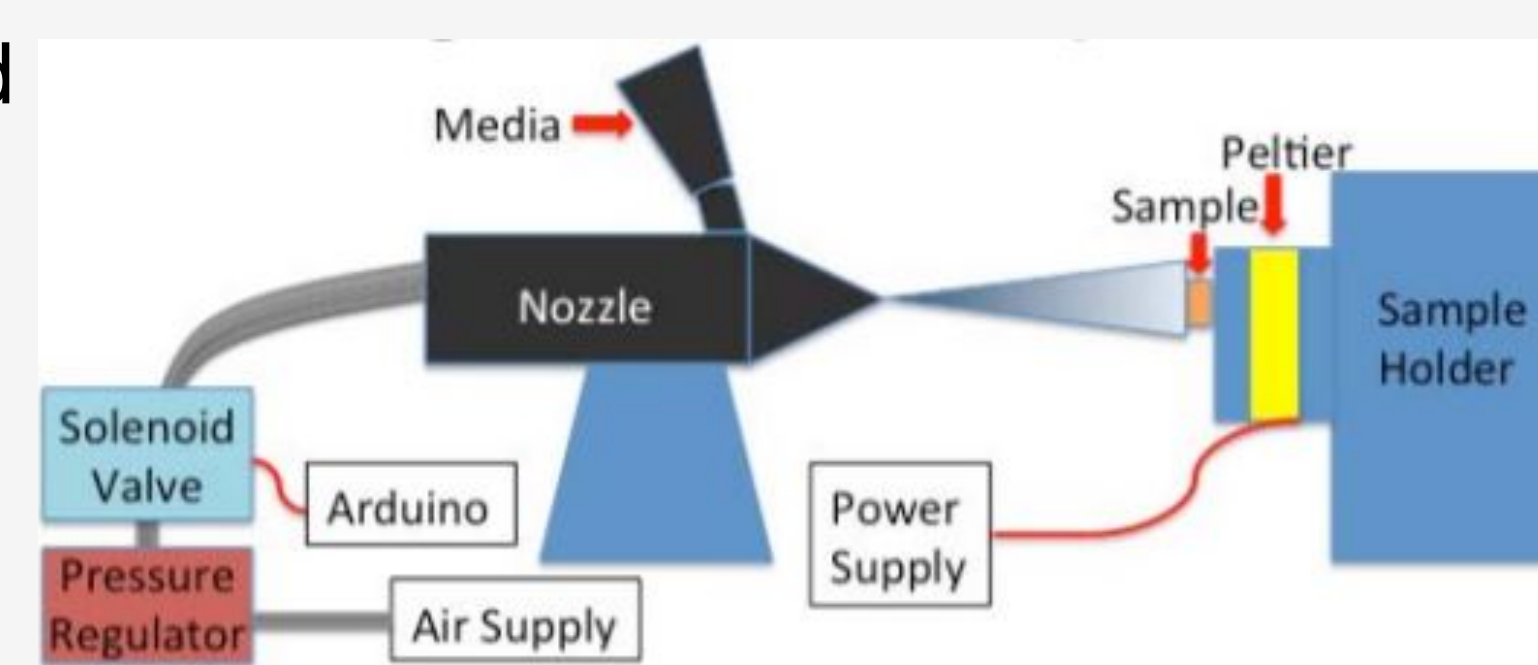 Media
Peltier
Sample
Nozzle
Sample
Holder
Solenoid
Valve
Arduino
Power
Supply
Pressure
Regulator
Air Supply